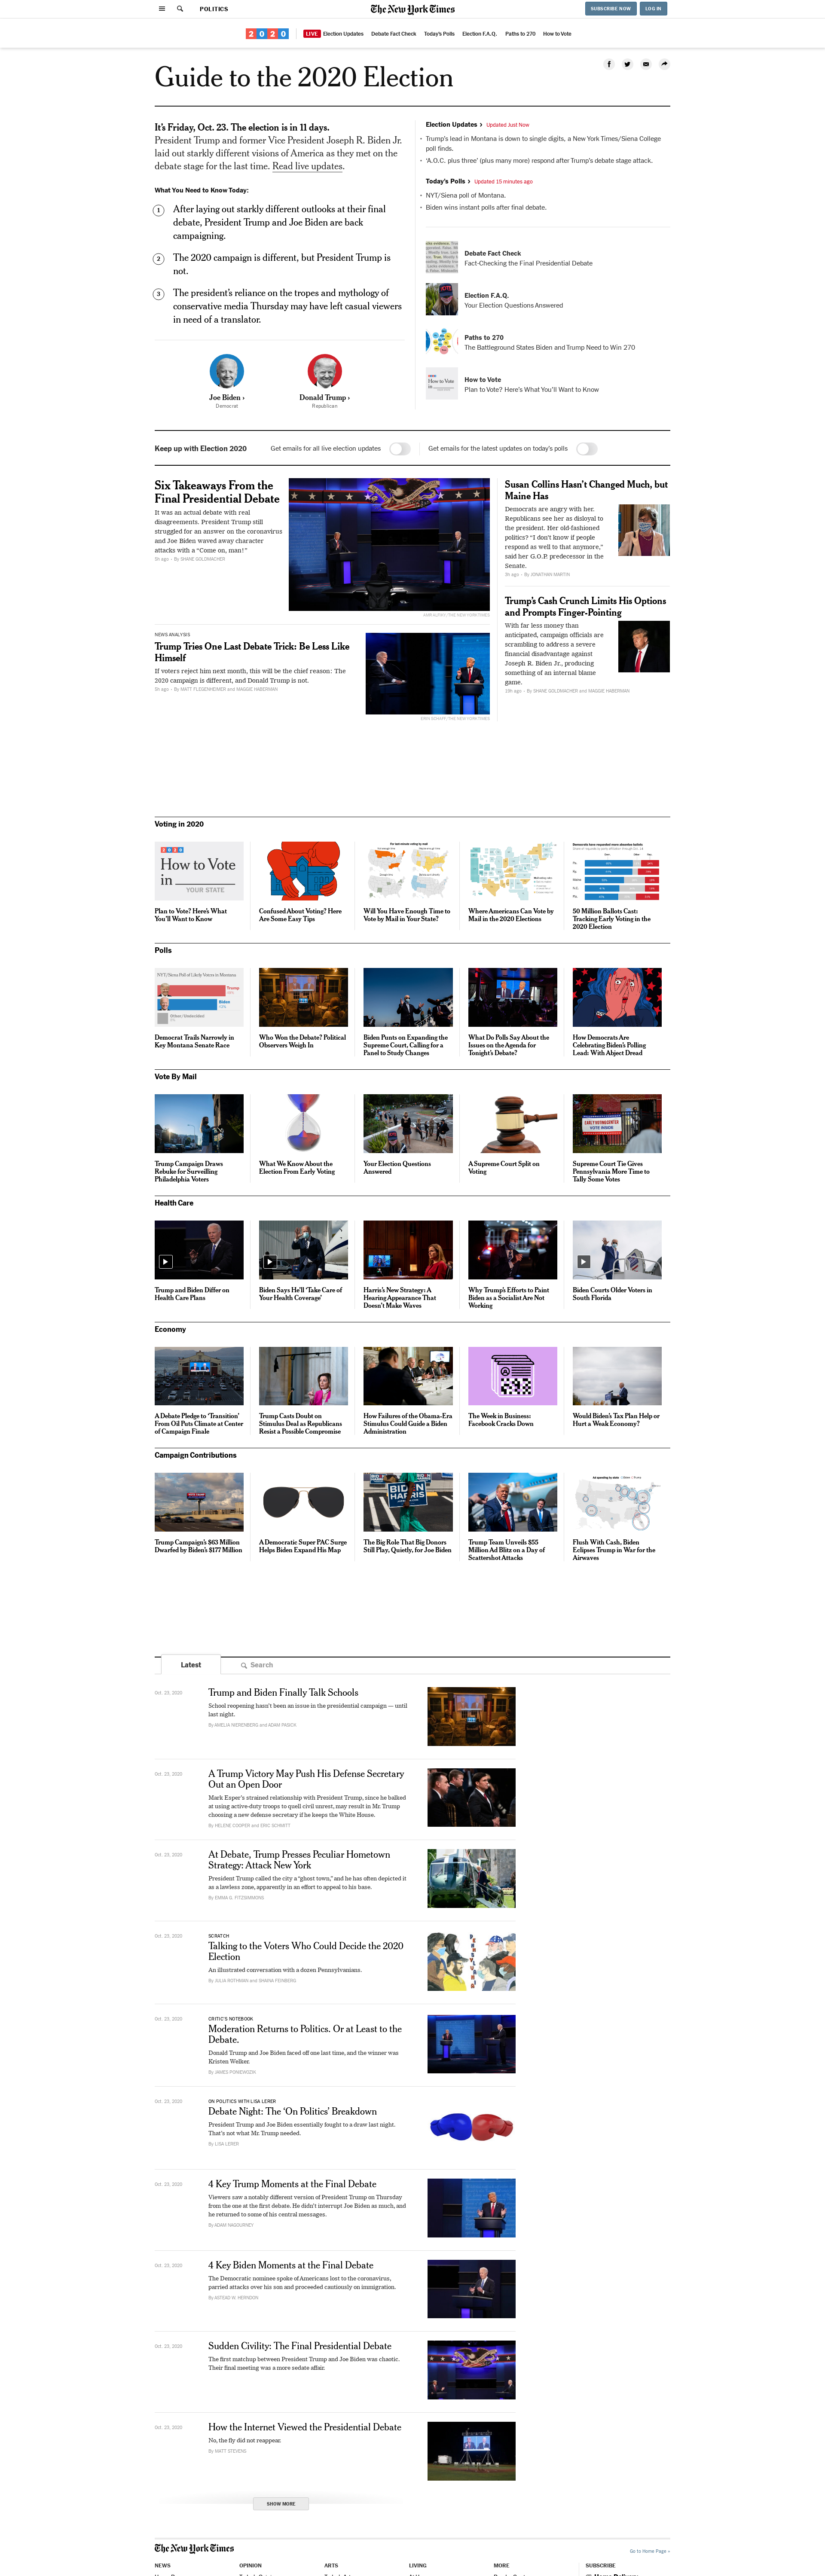 POLITICS
The New York Times
SUBSCRIBE NOW
LOG IN
2020
LIVE Election Updates
Debate Fact Check
Today's Polls
Election F.A.Q.
Paths to 270
How to Vote
Guide to the 2020 Election
It's Friday, Oct. 23. The election is in 11 days.
President Trump and former Vice President Joseph R. Biden Jr.
laid out starkly different visions of America as they met on the
debate stage for the last time. Read live updates.
What You Need to Know Today:
1
After laying out starkly different outlooks at their final
debate, President Trump and Joe Biden are back
campaigning.
2
The 2020 campaign is different, but President Trump is
not.
3
The president's reliance on the tropes and mythology of
conservative media Thursday may have left casual viewers
in need of a translator.
Joe Biden ›
Democrat
Donald Trump ›
Republican
Election Updates › Updated Just Now
• Trump's lead in Montana is down to single digits, a New York Times/Siena College
poll finds.
• 'A.O.C. plus three' (plus many more) respond after Trump's debate stage attack.
Today's Polls › Updated 15 minutes ago
• NYT/Siena poll of Montana.
• Biden wins instant polls after final debate.
Debate Fact Check
Fact-Checking the Final Presidential Debate
Election F.A.Q.
Your Election Questions Answered
Paths to 270
The Battleground States Biden and Trump Need to Win 270
How to Vote
Plan to Vote? Here's What You'll Want to Know
Keep up with Election 2020
Get emails for all live election updates
Get emails for the latest updates on today's polls
Six Takeaways From the
Final Presidential Debate
It was an actual debate with real
disagreements. President Trump still
struggled for an answer on the coronavirus
and Joe Biden waved away character
attacks with a "Come on, man!"
5h ago · By SHANE GOLDMACHER
NEWS ANALYSIS
Trump Tries One Last Debate Trick: Be Less Like
Himself
If voters reject him next month, this will be the chief reason: The
2020 campaign is different, and Donald Trump is not.
By MATT FLEGENHEIMER and MAGGIE HABERMAN
Susan Collins Hasn't Changed Much, but
Maine Has
Democrats are angry with her.
Republicans see her as disloyal to
the president. Her old-fashioned
politics? "I don't know if people
respond as well to that anymore,"
said her G.O.P. predecessor in the
Senate.
By JONATHAN MARTIN
Trump's Cash Crunch Limits His Options
and Prompts Finger-Pointing
With far less money than
anticipated, campaign officials are
scrambling to address a severe
financial disadvantage against
Joseph R. Biden Jr., producing
something of an internal blame
game.
By SHANE GOLDMACHER and MAGGIE HABERMAN
Voting in 2020
2020
How to Vote
in
YOUR STATE
Plan to Vote? Here's What
You'll Want to Know
Confused About Voting? Here
Are Some Easy Tips
Will You Have Enough Time to
Vote by Mail in Your State?
Where Americans Can Vote by
Mail in the 2020 Elections
50 Million Ballots Cast:
Tracking Early Voting in the
2020 Election
Polls
NYT/Siena Poll of Likely Voters in Montana
Trump
Biden
Democrat Trails Narrowly in
Key Montana Senate Race
Who Won the Debate? Political
Observers Weigh In
Biden Punts on Expanding the
Supreme Court, Calling for a
Panel to Study Changes
What Do Polls Say About the
Issues on the Agenda for
Tonight's Debate?
How Democrats Are
Celebrating Biden's Polling
Lead: With Abject Dread
Vote By Mail
Trump Campaign Draws
Rebuke for Surveilling
Philadelphia Voters
What We Know About the
Election From Early Voting
Your Election Questions
Answered
A Supreme Court Split on
Voting
Supreme Court Tie Gives
Pennsylvania More Time to
Tally Some Votes
Health Care
Trump and Biden Differ on
Health Care Plans
Biden Says He'll 'Take Care of
Your Health Coverage'
Harris's New Strategy: A
Hearing Appearance That
Doesn't Make Waves
Why Trump's Efforts to Paint
Biden as a Socialist Are Not
Working
Biden Courts Older Voters in
South Florida
Economy
A Debate Pledge to 'Transition'
From Oil Puts Climate at Center
of Campaign Finale
Trump Casts Doubt on
Stimulus Deal as Republicans
Resist a Possible Compromise
How Failures of the Obama-Era
Stimulus Could Guide a Biden
Administration
The Week in Business:
Facebook Cracks Down
Would Biden's Tax Plan Help or
Hurt a Weak Economy?
Campaign Contributions
BIDEN
HARRIS
Trump Campaign's $63 Million
Dwarfed by Biden's $177 Million
A Democratic Super PAC Surge
Helps Biden Expand His Map
The Big Role That Big Donors
Still Play, Quietly, for Joe Biden
Trump Team Unveils $55
Million Ad Blitz on a Day of
Scattershot Attacks
Flush With Cash, Biden
Eclipses Trump in War for the
Airwaves
Latest
Search
Oct. 23, 2020
Trump and Biden Finally Talk Schools
School reopening hasn't been an issue in the presidential campaign — until
last night.
By AMELIA NIERENBERG and ADAM PASICK
Oct. 23, 2020
A Trump Victory May Push His Defense Secretary
Out an Open Door
Mark Esper's strained relationship with President Trump, since he balked
at using active-duty troops to quell civil unrest, may result in Mr. Trump
choosing a new defense secretary if he keeps the White House.
By HELENE COOPER and ERIC SCHMITT
Oct. 23, 2020
At Debate, Trump Presses Peculiar Hometown
Strategy: Attack New York
President Trump called the city a "ghost town," and he has often depicted it
as a lawless zone, apparently in an effort to appeal to his base.
By EMMA G. FITZSIMMONS
Oct. 23, 2020
SCRATCH
Talking to the Voters Who Could Decide the 2020
Election
An illustrated conversation with a dozen Pennsylvanians.
By JULIA ROTHMAN and SHAINA FEINBERG
Oct. 23, 2020
CRITIC'S NOTEBOOK
Moderation Returns to Politics. Or at Least to the
Debate.
Donald Trump and Joe Biden faced off one last time, and the winner was
Kristen Welker.
By JAMES PONIEWOZIK
Oct. 23, 2020
ON POLITICS WITH LISA LERER
Debate Night: The 'On Politics' Breakdown
President Trump and Joe Biden essentially fought to a draw last night.
That's not what Mr. Trump needed.
By LISA LERER
Oct. 23, 2020
4 Key Trump Moments at the Final Debate
Viewers saw a notably different version of President Trump on Thursday
from the one at the first debate. He didn't interrupt Joe Biden as much, and
he returned to some of his central messages.
By ADAM NAGOURNEY
Oct. 23, 2020
4 Key Biden Moments at the Final Debate
The Democratic nominee spoke of Americans lost to the coronavirus,
parried attacks over his son and proceeded cautiously on immigration.
By ASTEAD W. HERNDON
Oct. 23, 2020
Sudden Civility: The Final Presidential Debate
The first matchup between President Trump and Joe Biden was chaotic.
Their final meeting was a more sedate affair.
Oct. 23, 2020
How the Internet Viewed the Presidential Debate
No, the fly did not reappear.
By MATT STEVENS
SHOW MORE
The New York Times
Go to Home Page »
NEWS
OPINION
ARTS
LIVING
MORE
SUBSCRIBE